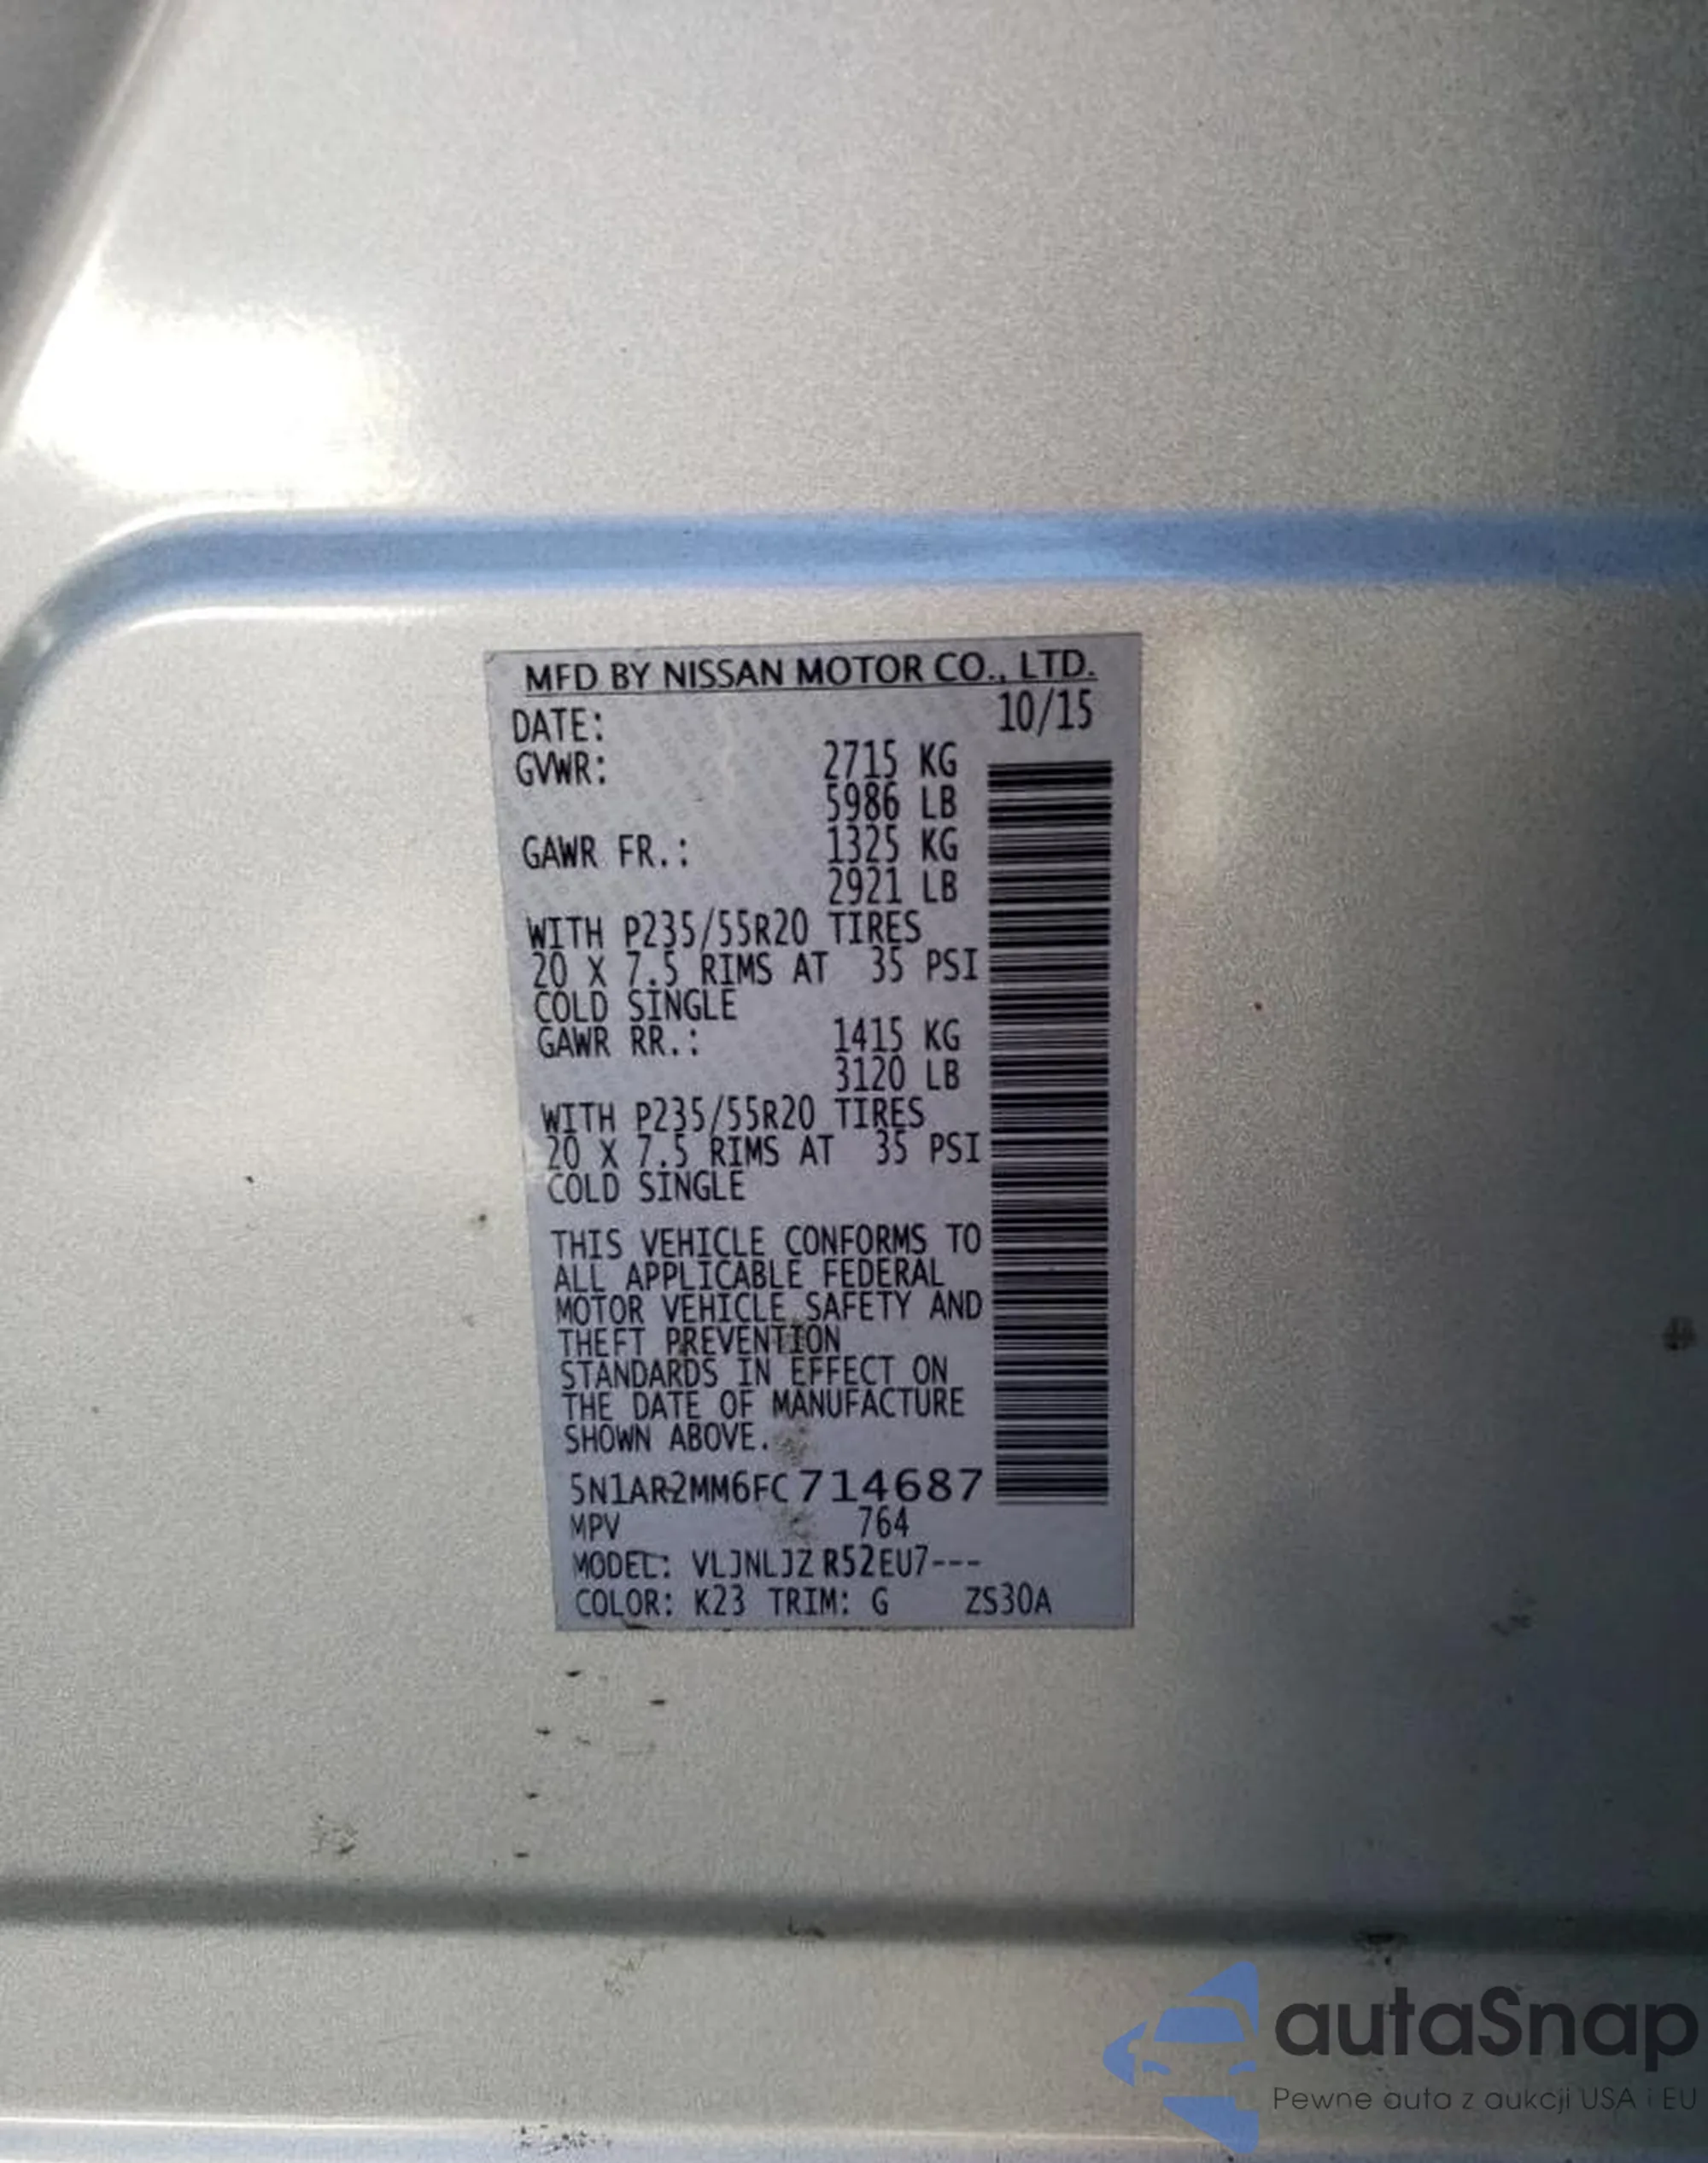 MFD BY NISSAN MOTOR CO., LTD.
DATE: 10/15
GVWR: 2715 KG
5986 LB
GAWR FR.: 1325 KG
2921 LB
WITH P235/55R20 TIRES
20 X 7.5 RIMS AT 35 PSI
COLD SINGLE
GAWR RR.: 1415 KG
3120 LB
WITH P235/55R20 TIRES
20 X 7.5 RIMS AT 35 PSI
COLD SINGLE
THIS VEHICLE CONFORMS TO
ALL APPLICABLE FEDERAL
MOTOR VEHICLE SAFETY AND
THEFT PREVENTION
STANDARDS IN EFFECT ON
THE DATE OF MANUFACTURE
SHOWN ABOVE.
5N1AR2MM6FC714687
MPV 764
MODEL: VLJNLJZ R52EU7---
COLOR: K23 TRIM: G ZS30A
autaSnap
Pewne auta z aukcji USA i EU